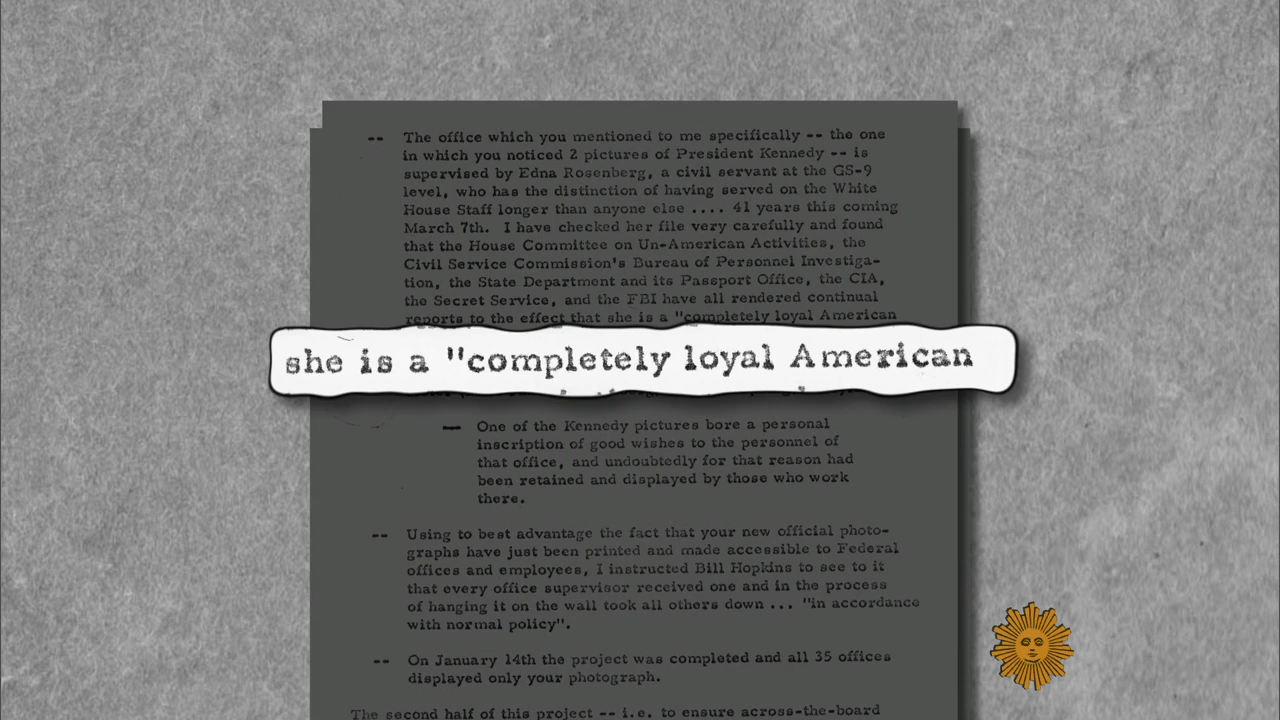 -- The office which you mentioned to me specifically -- the one
in which you noticed 2 pictures of President Kennedy -- is
supervised by Edna Rosenberg, a civil servant at the GS-9
level, who has the distinction of having served on the White
House Staff longer than anyone else .... 41 years this coming
March 7th. I have checked her file very carefully and found
that the House Committee on Un-American Activities, the
Civil Service Commission's Bureau of Personnel Investiga-
tion, the State Department and its Passport Office, the CIA,
the Secret Service, and the FBI have all rendered continual
reports to the effect that she is a "completely loyal American
she is a "completely loyal American
— One of the Kennedy pictures bore a personal
inscription of good wishes to the personnel of
that office, and undoubtedly for that reason had
been retained and displayed by those who work
there.
-- Using to best advantage the fact that your new official photo-
graphs have just been printed and made accessible to Federal
offices and employees, I instructed Bill Hopkins to see to it
that every office supervisor received one and in the process
of hanging it on the wall took all others down ... "in accordance
with normal policy".
-- On January 14th the project was completed and all 35 offices
displayed only your photograph.
The second half of this project -- i.e. to ensure across-the-board